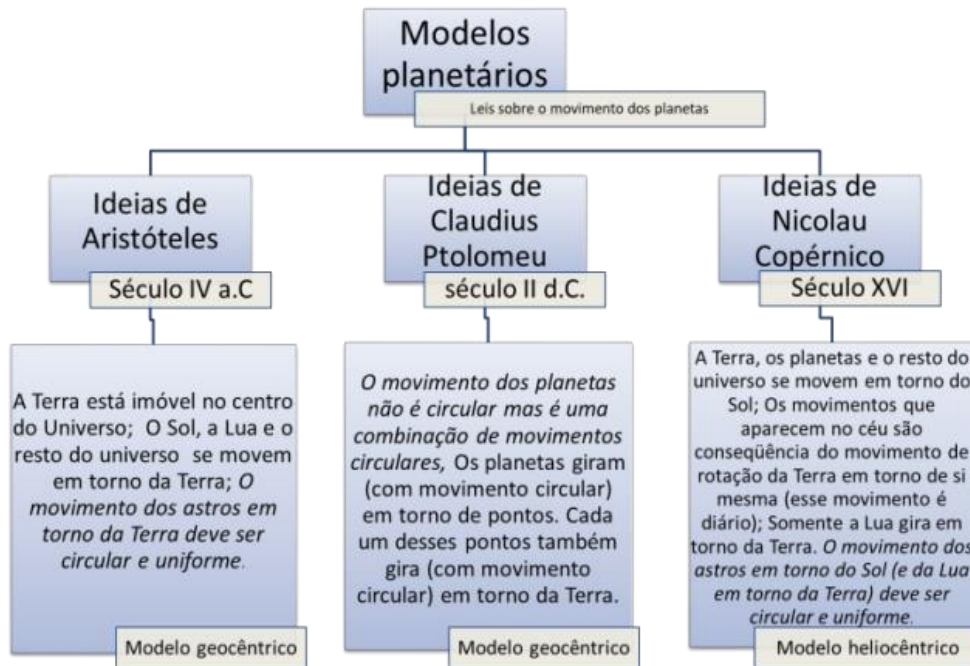 Modelos
planetários
Leis sobre o movimento dos planetas
Ideias de
Aristóteles
Século IV a.C
A Terra está imóvel no centro
do Universo; O Sol, a Lua e o
resto do universo se movem
em torno da Terra; O
movimento dos astros em
torno da Terra deve ser
circular e uniforme.
Modelo geocêntrico
Ideias de
Claudius
Ptolomeu
século II d.C.
O movimento dos planetas
não é circular mas é uma
combinação de movimentos
circulares, Os planetas giram
(com movimento circular)
em torno de pontos. Cada
um desses pontos também
gira (com movimento
circular) em torno da Terra.
Modelo geocêntrico
Ideias de
Nicolau
Copérnico
Século XVI
A Terra, os planetas e o resto do
universo se movem em torno do
Sol; Os movimentos que
aparecem no céu são
conseqüência do movimento de
rotação da Terra em torno de si
mesma (esse movimento é
diário); Somente a Lua gira em
torno da Terra. O movimento dos
astros em torno do Sol (e da Lua
em torno da Terra) deve ser
circular e uniforme.
Modelo heliocêntrico